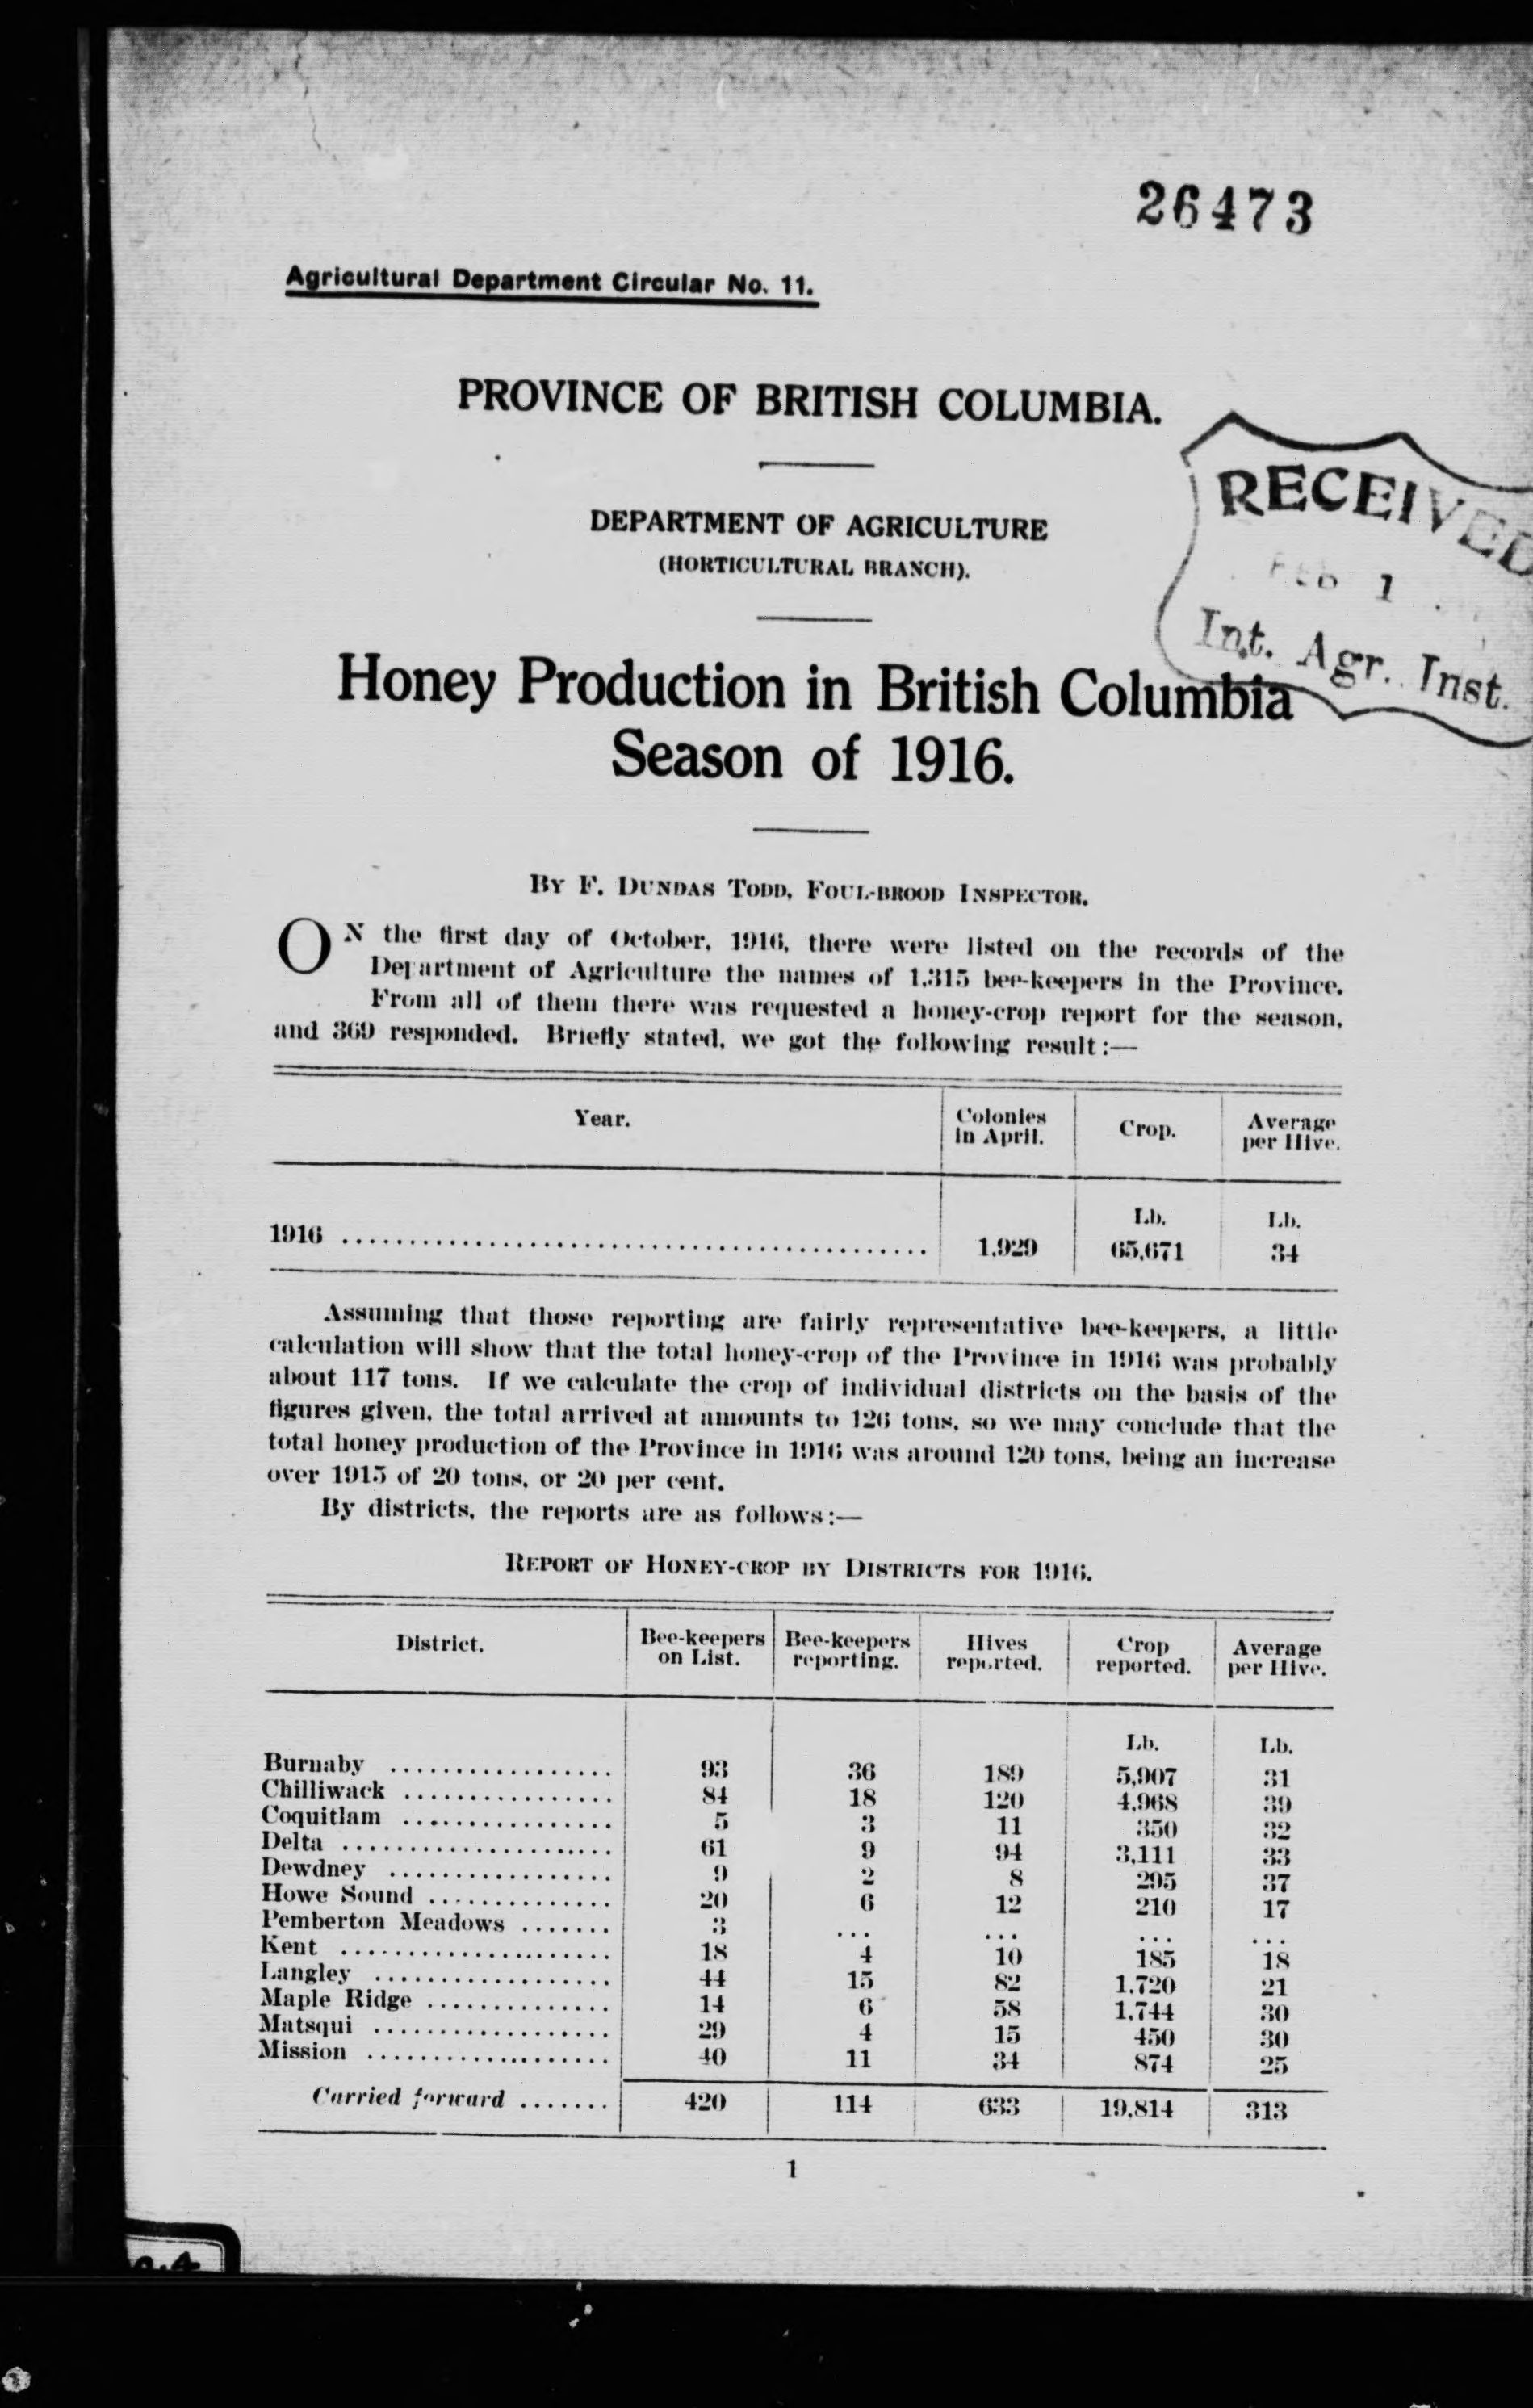 26473
Agricultural Department Circular No. 11.
PROVINCE OF BRITISH COLUMBIA.
RECEIVED
FEB 1
Int. Agr. Inst.
DEPARTMENT OF AGRICULTURE
(HORTICULTURAL BRANCH).
Honey Production in British Columbia
Season of 1916.
BY F. DUNDAS TODD, FOUL-BROOD INSPECTOR.
ON the first day of October, 1916, there were listed on the records of the
Department of Agriculture the names of 1,315 bee-keepers in the Province.
From all of them there was requested a honey-crop report for the season,
and 369 responded. Briefly stated, we got the following result:—
Year. Colonies in April. Crop. Average per Hive.
Lb. Lb.
1916 ............................................ 1,929 65,671 34
Assuming that those reporting are fairly representative bee-keepers, a little
calculation will show that the total honey-crop of the Province in 1916 was probably
about 117 tons. If we calculate the crop of individual districts on the basis of the
figures given, the total arrived at amounts to 126 tons, so we may conclude that the
total honey production of the Province in 1916 was around 120 tons, being an increase
over 1915 of 20 tons, or 20 per cent.
By districts, the reports are as follows:—
REPORT OF HONEY-CROP BY DISTRICTS FOR 1916.
District. Bee-keepers on List. Bee-keepers reporting. Hives reported. Crop reported. Average per Hive.
Lb. Lb.
Burnaby ................. 93 36 189 5,907 31
Chilliwack ................ 84 18 120 4,968 39
Coquitlam ................ 5 3 11 350 32
Delta ..................... 61 9 94 3,111 33
Dewdney ................. 9 2 8 295 37
Howe Sound .............. 20 6 12 210 17
Pemberton Meadows ....... 3 ... ... ... ...
Kent ..................... 18 4 10 185 18
Langley .................. 44 15 82 1,720 21
Maple Ridge .............. 14 6 58 1,744 30
Matsqui .................. 29 4 15 450 30
Mission ................... 40 11 34 874 25
Carried forward ....... 420 114 633 19,814 313
1